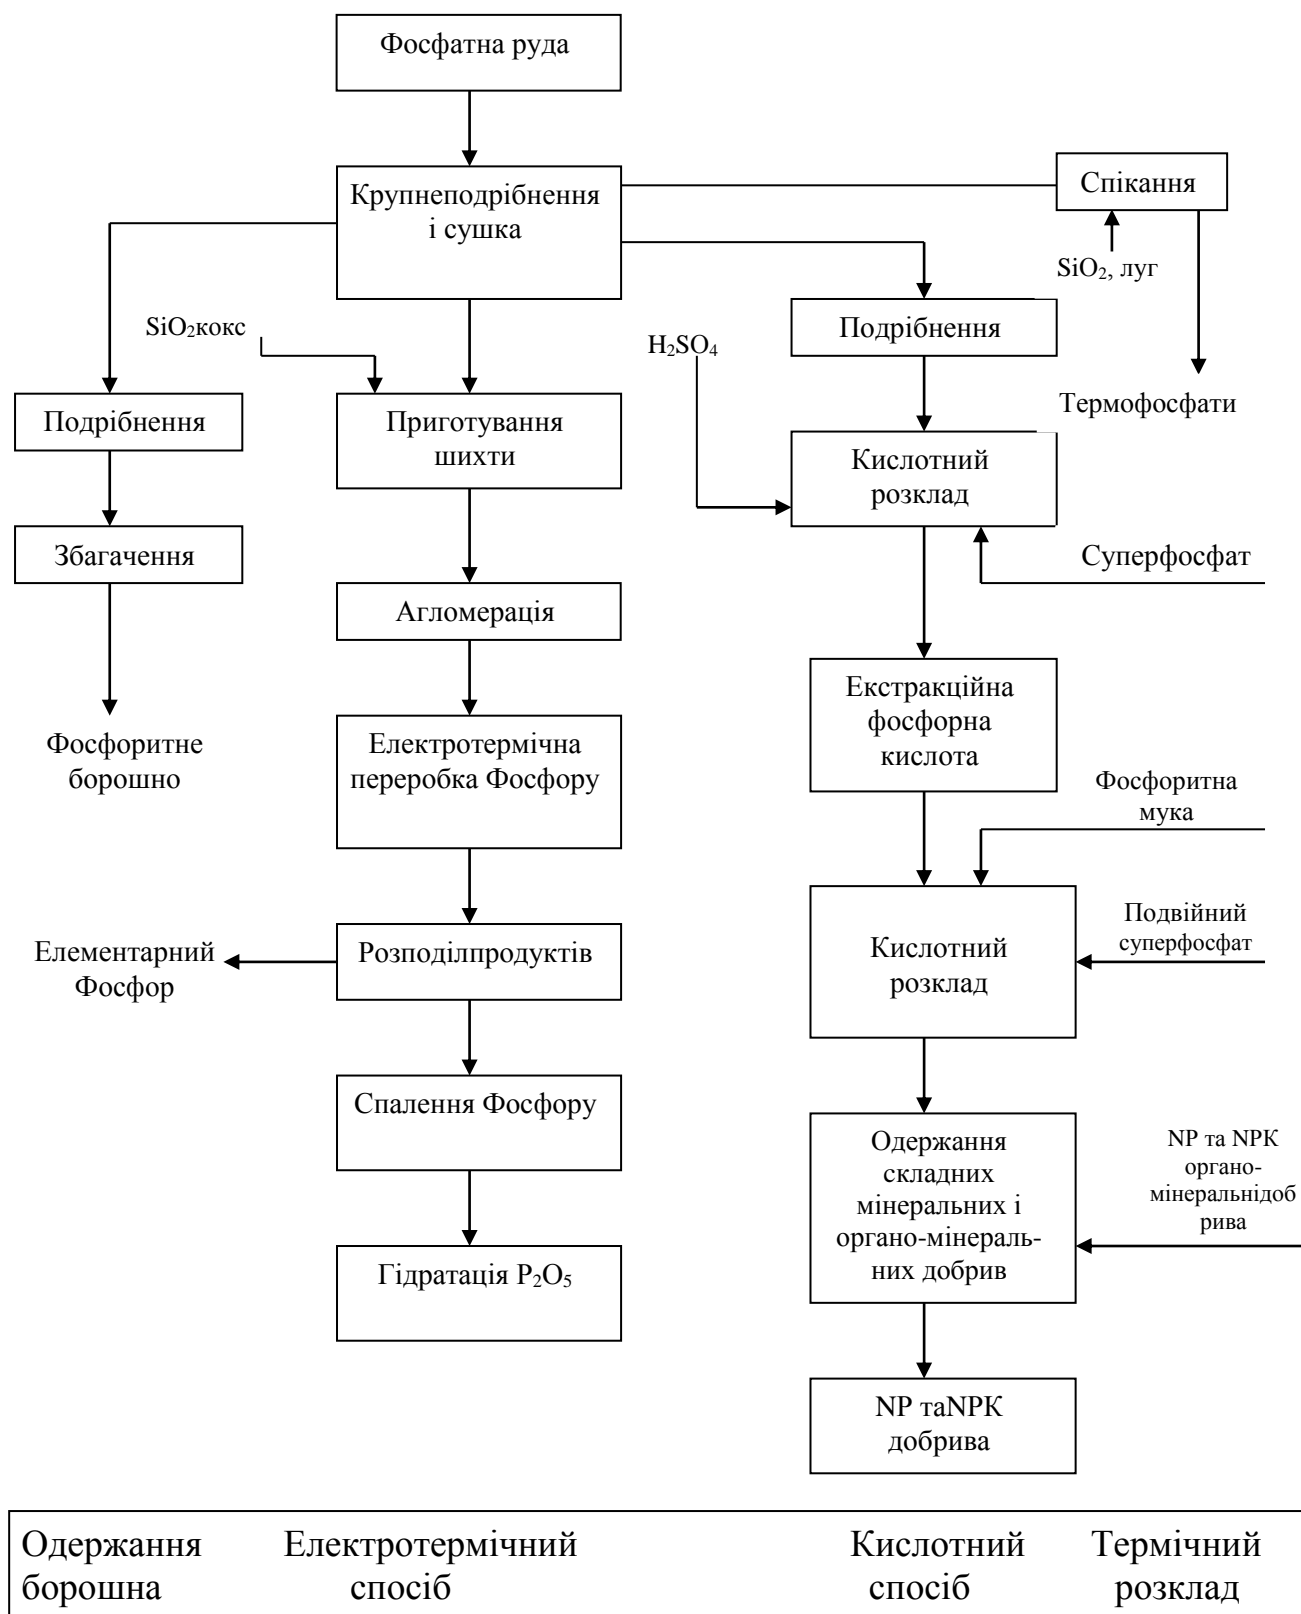 Фосфатна руда
Крупнеподрібнення
і сушка
Спікання
SiO₂, луг
SiO₂кокс
H₂SO₄
Подрібнення
Термофосфати
Подрібнення
Приготування
шихти
Кислотний
розклад
Збагачення
Суперфосфат
Агломерація
Екстракційна
фосфорна
кислота
Фосфоритне
борошно
Електротермічна
переробка Фосфору
Фосфоритна
мука
Подвійний
суперфосфат
Елементарний
Фосфор
Розподілпродуктів
Кислотний
розклад
Спалення Фосфору
Одержання
складних
мінеральних і
органо-мінераль-
них добрив
NP та NPК
органо-
мінеральнідоб
рива
Гідратація P₂O₅
NP таNPК
добрива
Одержання
борошна
Електротермічний
спосіб
Кислотний
спосіб
Термічний
розклад